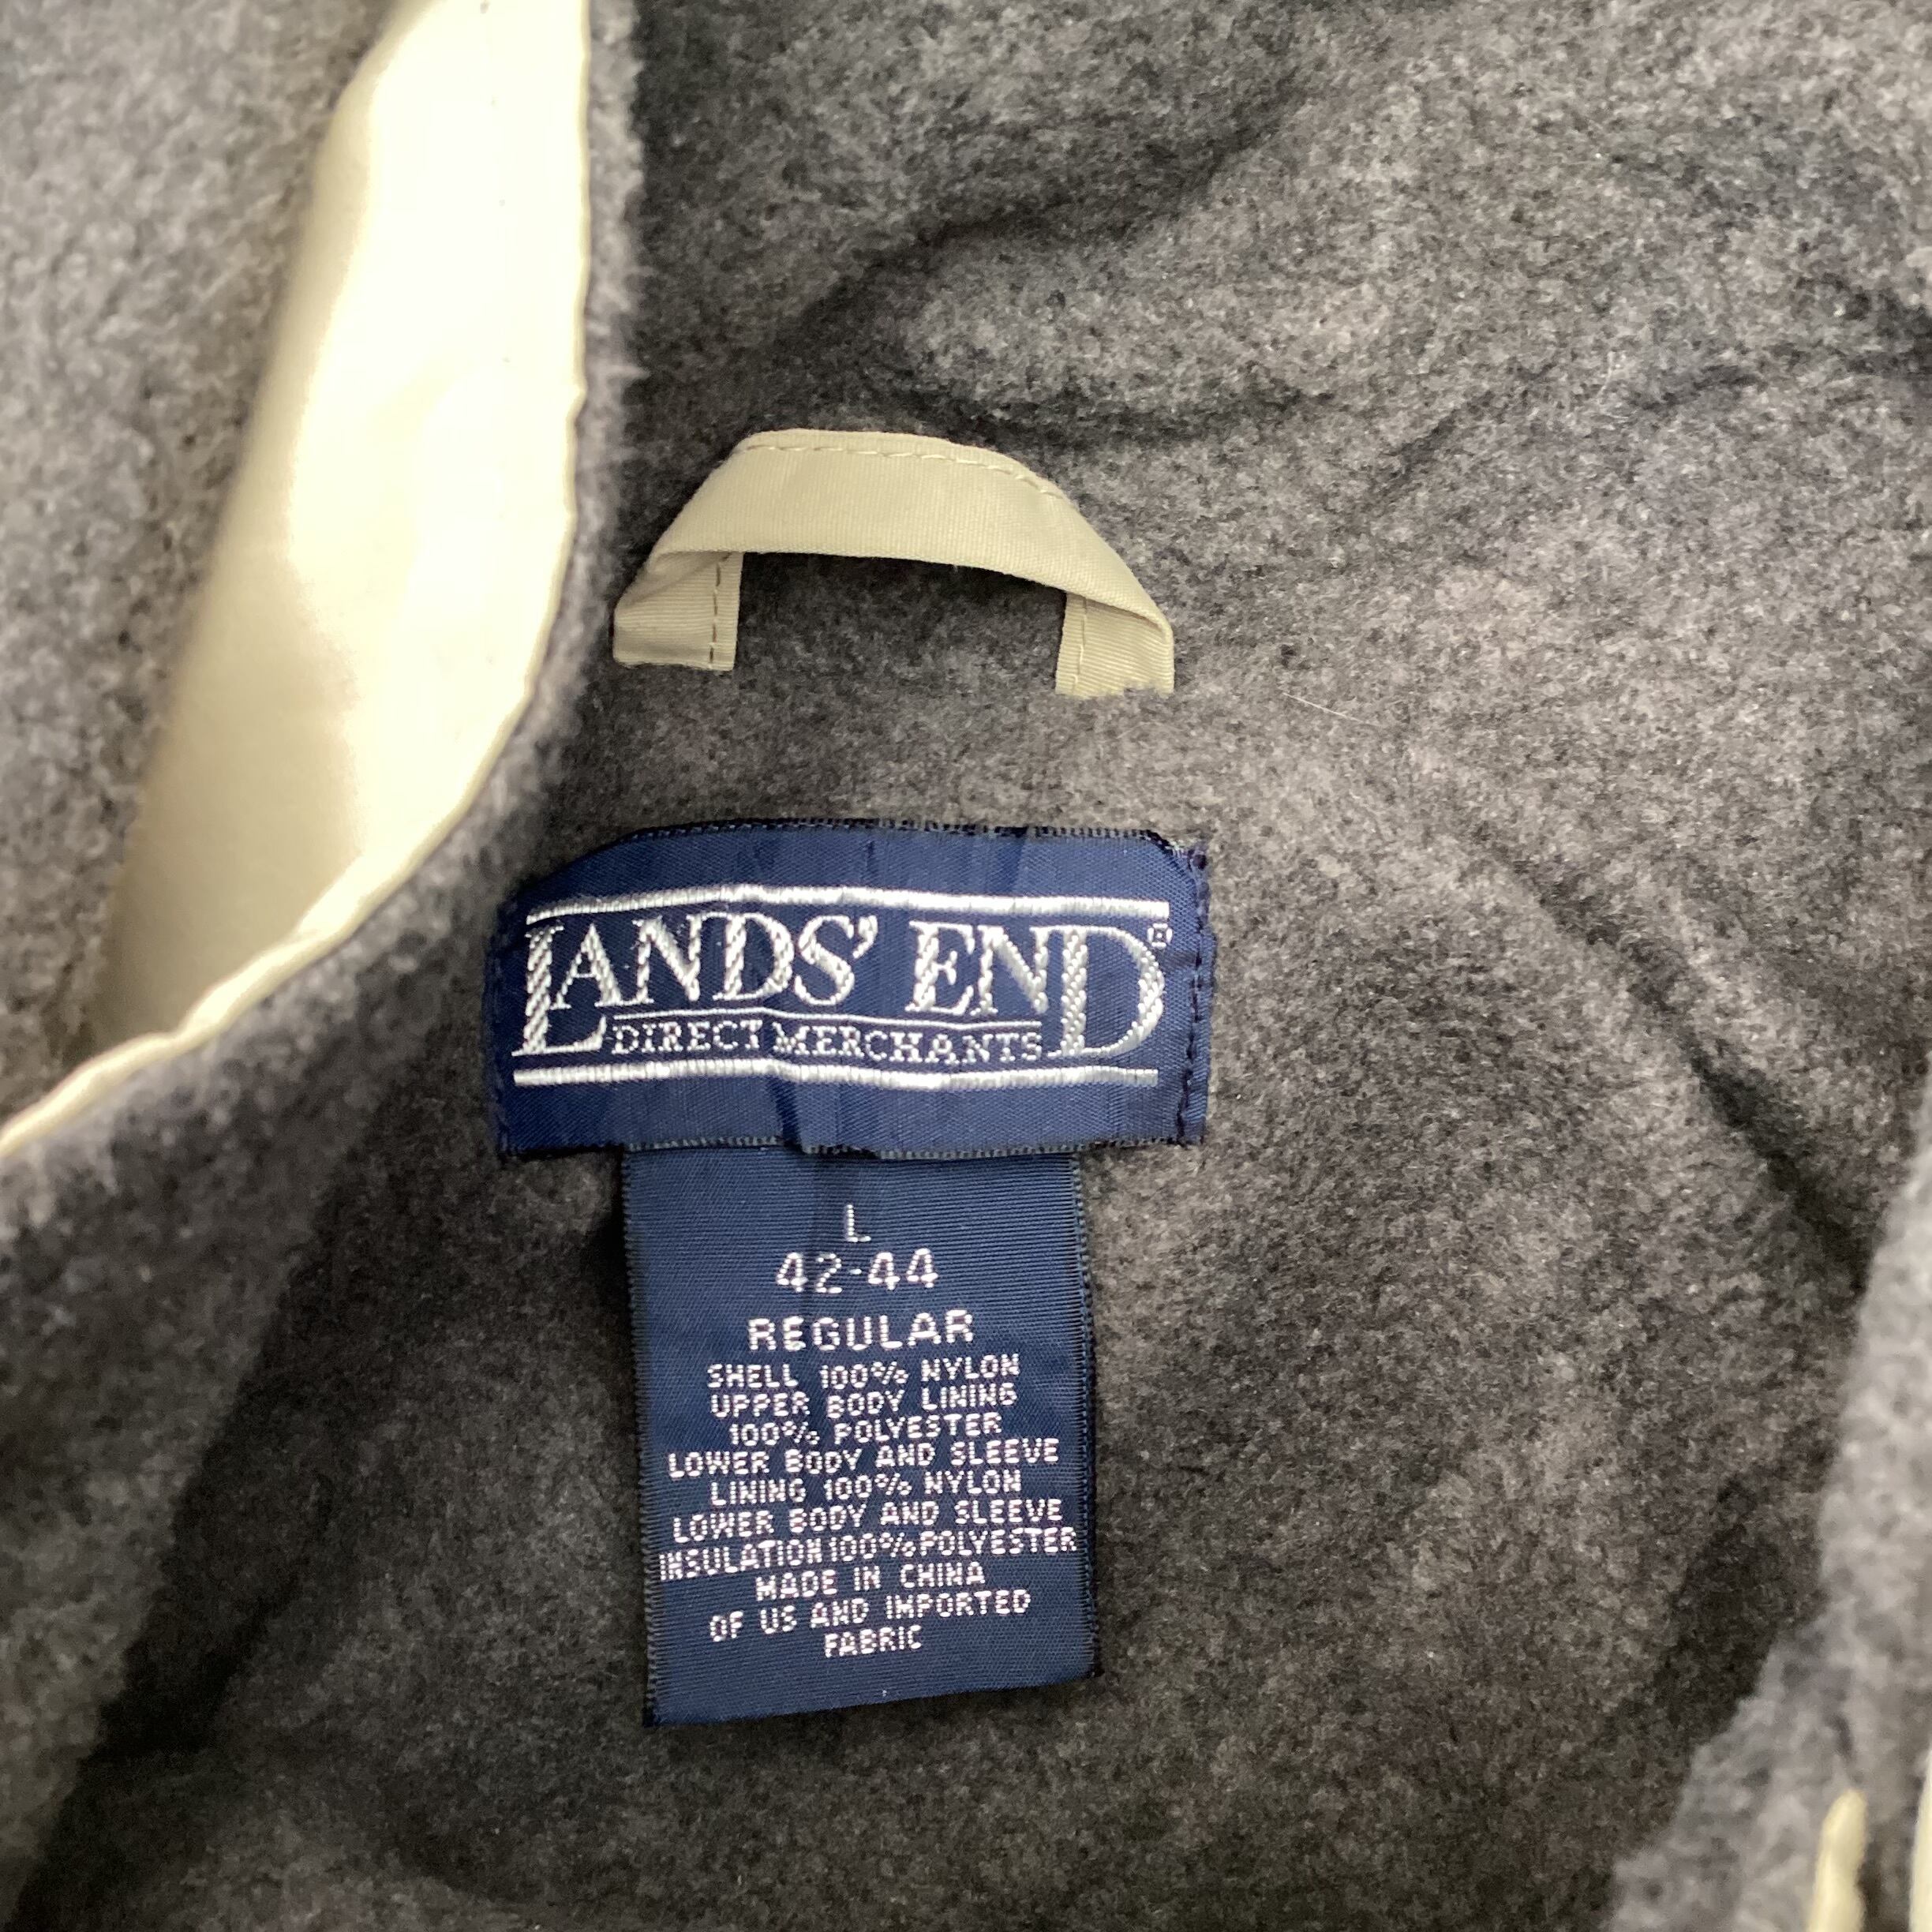 LANDS' END®
DIRECT MERCHANTS
L
42-44
REGULAR
SHELL 100% NYLON
UPPER BODY LINING
100% POLYESTER
LOWER BODY AND SLEEVE
LINING 100% NYLON
LOWER BODY AND SLEEVE
INSULATION 100% POLYESTER
MADE IN CHINA
OF US AND IMPORTED
FABRIC